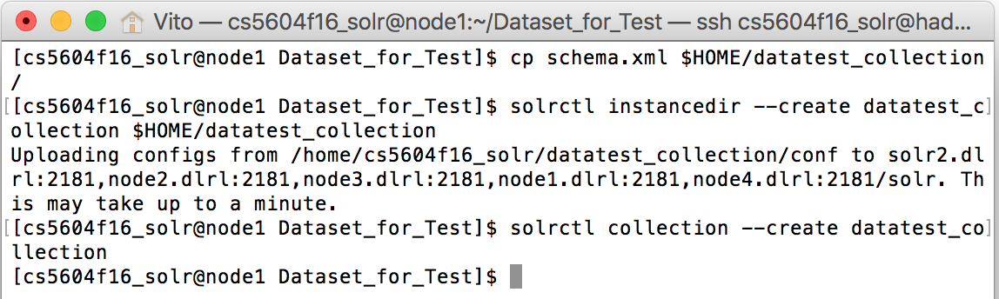 Vito — cs5604f16_solr@node1:~/Dataset_for_Test — ssh cs5604f16_solr@had...
[cs5604f16_solr@node1 Dataset_for_Test]$ cp schema.xml $HOME/datatest_collection
/
[[cs5604f16_solr@node1 Dataset_for_Test]$ solrctl instancedir --create datatest_c]
ollection $HOME/datatest_collection
Uploading configs from /home/cs5604f16_solr/datatest_collection/conf to solr2.dl
rl:2181,node2.dlrl:2181,node3.dlrl:2181,node1.dlrl:2181,node4.dlrl:2181/solr. Th
is may take up to a minute.
[[cs5604f16_solr@node1 Dataset_for_Test]$ solrctl collection --create datatest_co]
llection
[cs5604f16_solr@node1 Dataset_for_Test]$